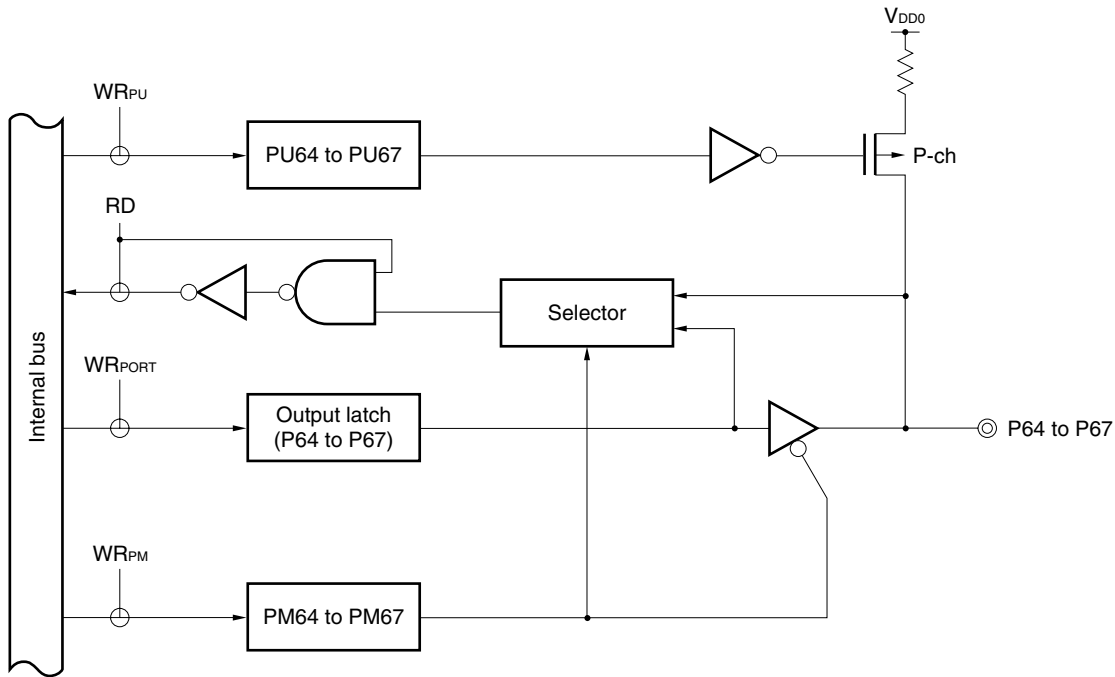 VDD0
WRPU
PU64 to PU67
P-ch
RD
Selector
Internal bus
WRPORT
Output latch
(P64 to P67)
P64 to P67
WRPM
PM64 to PM67